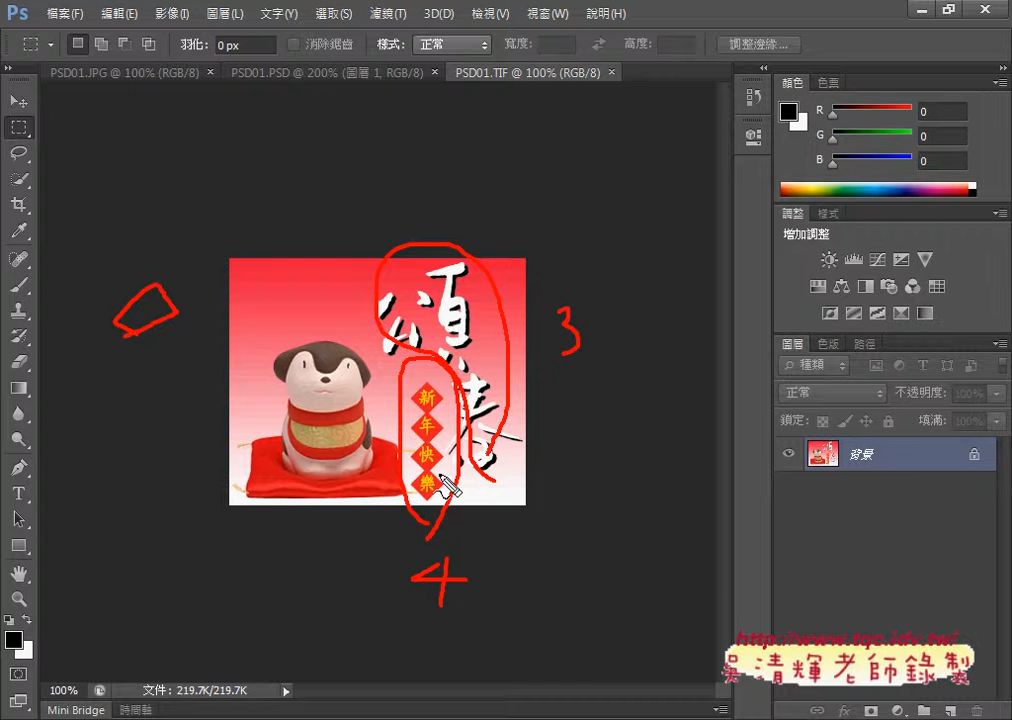 Ps 檔案(F) 編輯(E) 影像(I) 圖層(L) 文字(Y) 選取(S) 濾鏡(T) 3D(D) 檢視(V) 視窗(W) 說明(H)
羽化: 0 px 消除鋸齒 樣式: 正常 寬度: 高度: 調整邊緣...
PSD01.JPG @ 100% (RGB/8) × PSD01.PSD @ 200% (圖層 1, RGB/8) × PSD01.TIF @ 100% (RGB/8) ×
顏色 色票
R 0
G 0
B 0
調整 樣式
增加調整
圖層 色版 路徑
種類
正常 不透明度: 100%
鎖定: 填滿: 100%
背景
恭賀
新年快樂
3
4
http://www.tqc.idv.tw/
吳清輝老師錄製
100% 文件: 219.7K/219.7K
Mini Bridge 時間軸